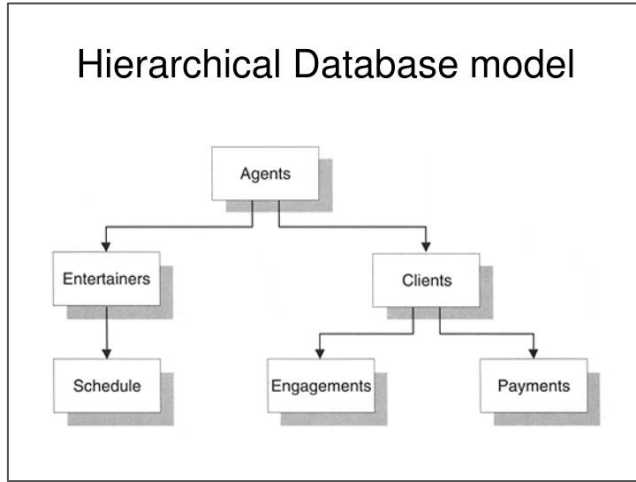 Hierarchical Database model
Agents
Entertainers
Clients
Schedule
Engagements
Payments